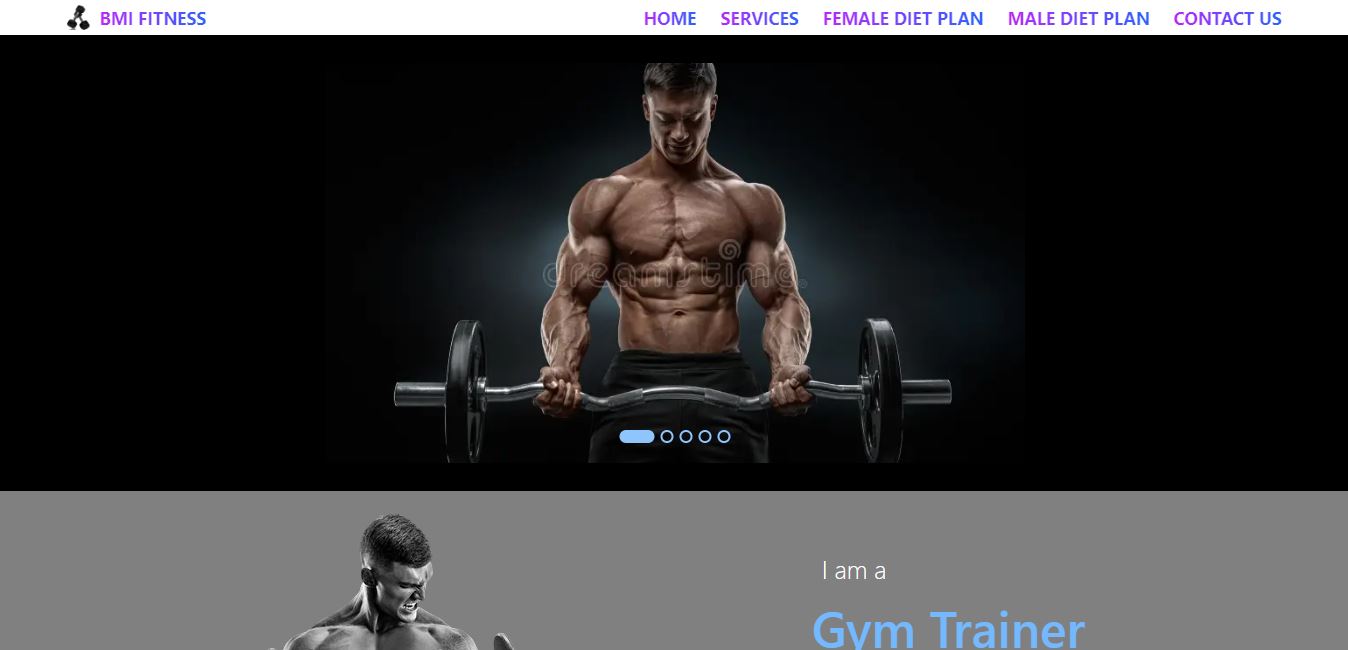 BMI FITNESS
HOME SERVICES FEMALE DIET PLAN MALE DIET PLAN CONTACT US
dreamstime
I am a
Gym Trainer